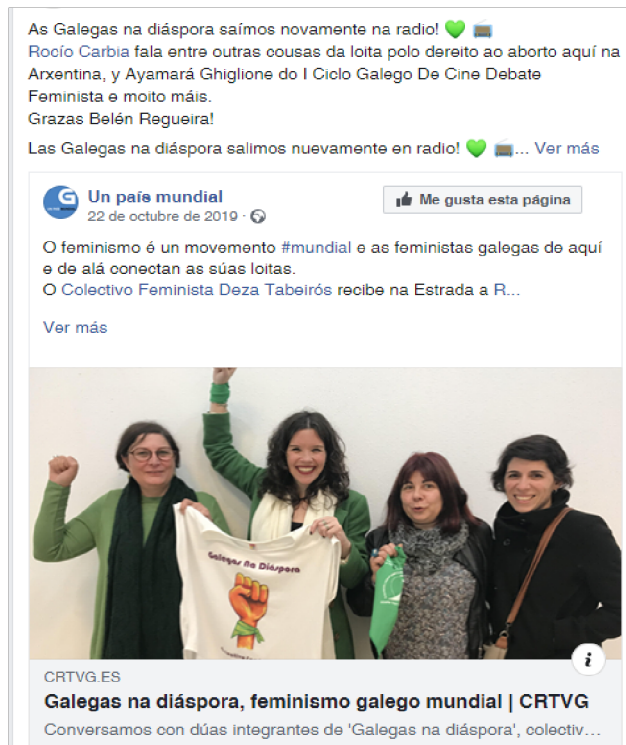 As Galegas na diáspora saímos novamente na radio! 💚 📻
Rocío Carbia fala entre outras cousas da loita polo dereito ao aborto aquí na
Arxentina, y Ayamará Ghiglione do I Ciclo Galego De Cine Debate
Feminista e moito máis.
Grazas Belén Regueira!
Las Galegas na diáspora salimos nuevamente en radio! 💚 📻... Ver más
Un país mundial
22 de octubre de 2019 ·
Me gusta esta página
O feminismo é un movemento #mundial e as feministas galegas de aquí
e de alá conectan as súas loitas.
O Colectivo Feminista Deza Tabeirós recibe na Estrada a R...
Ver más
Galegas Na Diáspora
i
CRTVG.ES
Galegas na diáspora, feminismo galego mundial | CRTVG
Conversamos con dúas integrantes de 'Galegas na diáspora', colectiv...